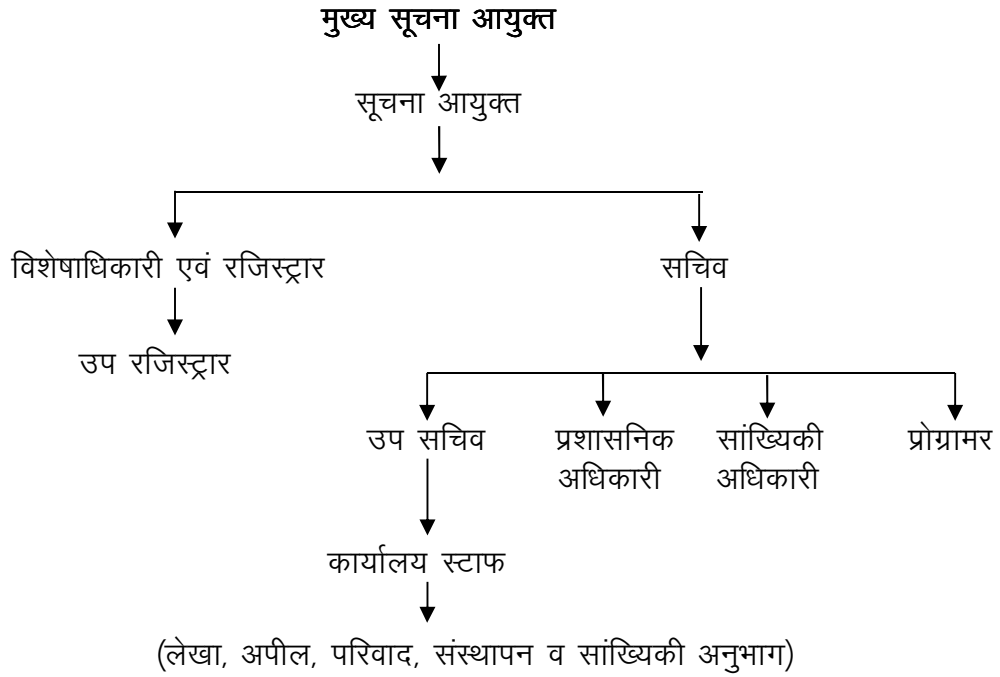 मुख्य सूचना आयुक्त
सूचना आयुक्त
विशेषाधिकारी एवं रजिस्ट्रार
सचिव
उप रजिस्ट्रार
उप सचिव
प्रशासनिक
अधिकारी
सांख्यिकी
अधिकारी
प्रोग्रामर
कार्यालय स्टाफ
(लेखा, अपील, परिवाद, संस्थापन व सांख्यिकी अनुभाग)